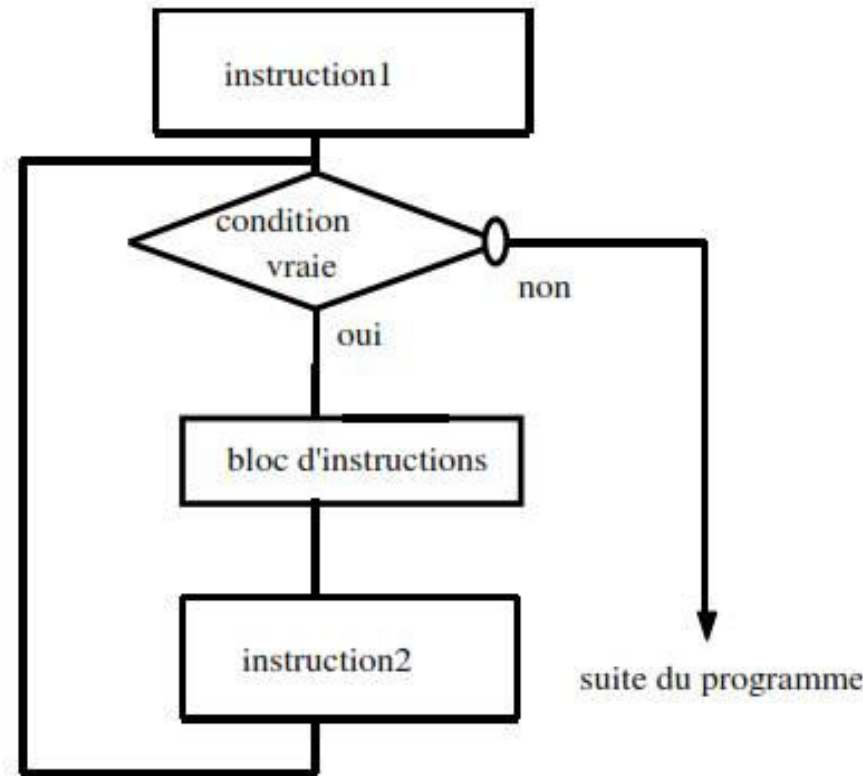 instruction1
condition
vraie
non
oui
bloc d'instructions
instruction2
suite du programme